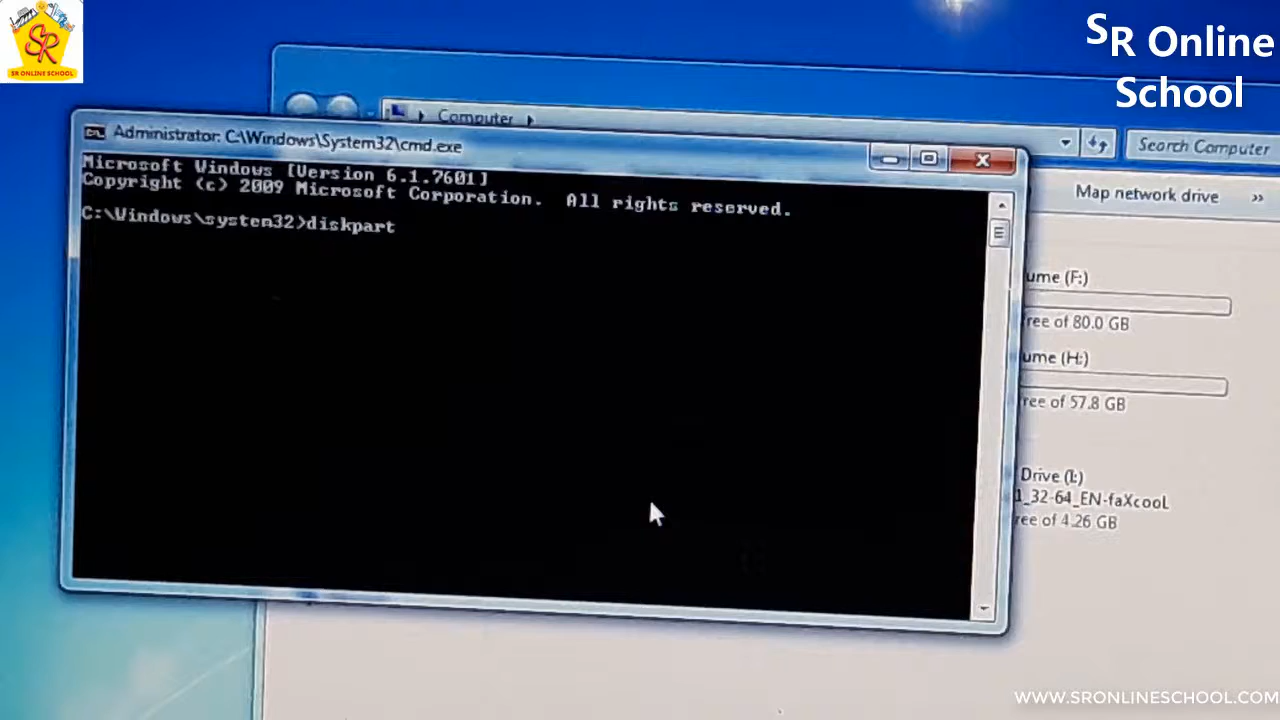 SR
SR ONLINE SCHOOL
SR Online
School
Computer
Search Computer
Administrator: C:\Windows\System32\cmd.exe
Microsoft Windows [Version 6.1.7601]
Copyright (c) 2009 Microsoft Corporation. All rights reserved.
C:\Windows\system32>diskpart
Map network drive »
ume (F:)
ree of 80.0 GB
ume (H:)
ree of 57.8 GB
Drive (I:)
1_32-64_EN-faXcooL
ree of 4.26 GB
WWW.SRONLINESCHOOL.COM